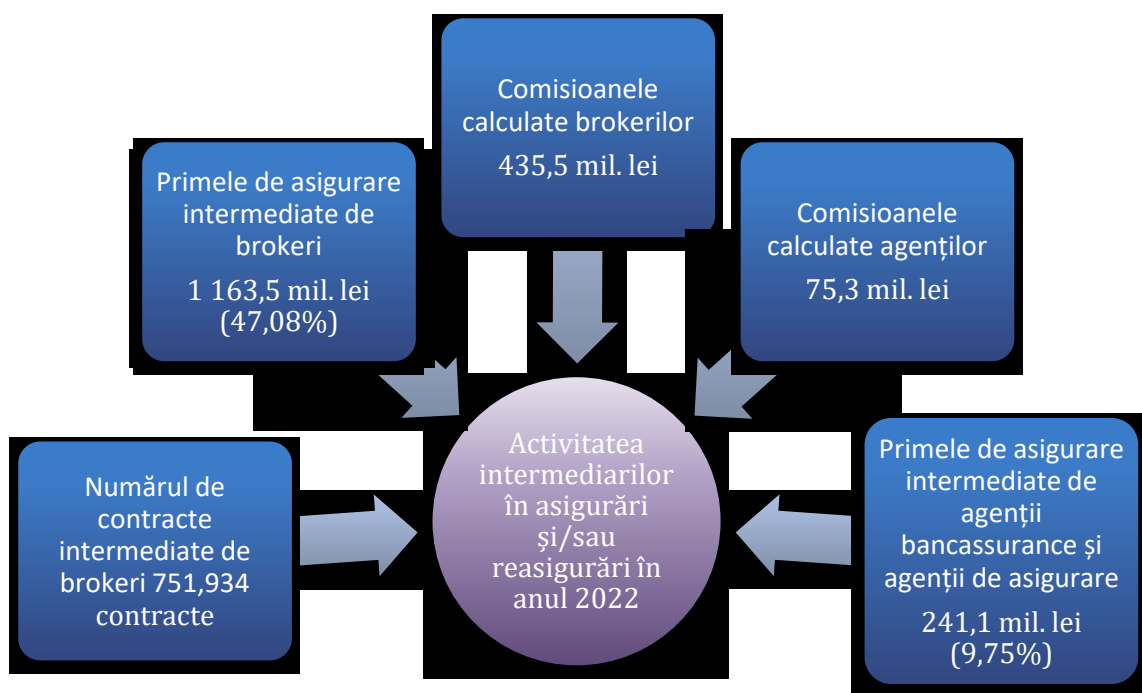 Comisioanele
calculate brokerilor
435,5 mil. lei
Primele de asigurare
intermediate de
brokeri
1 163,5 mil. lei
(47,08%)
Comisioanele
calculate agenților
75,3 mil. lei
Numărul de
contracte
intermediate de
brokeri 751,934
contracte
Activitatea
intermediarilor
în asigurări
și/sau
reasigurări în
anul 2022
Primele de asigurare
intermediate de
agenții
bancassurance și
agenții de asigurare
241,1 mil. lei
(9,75%)